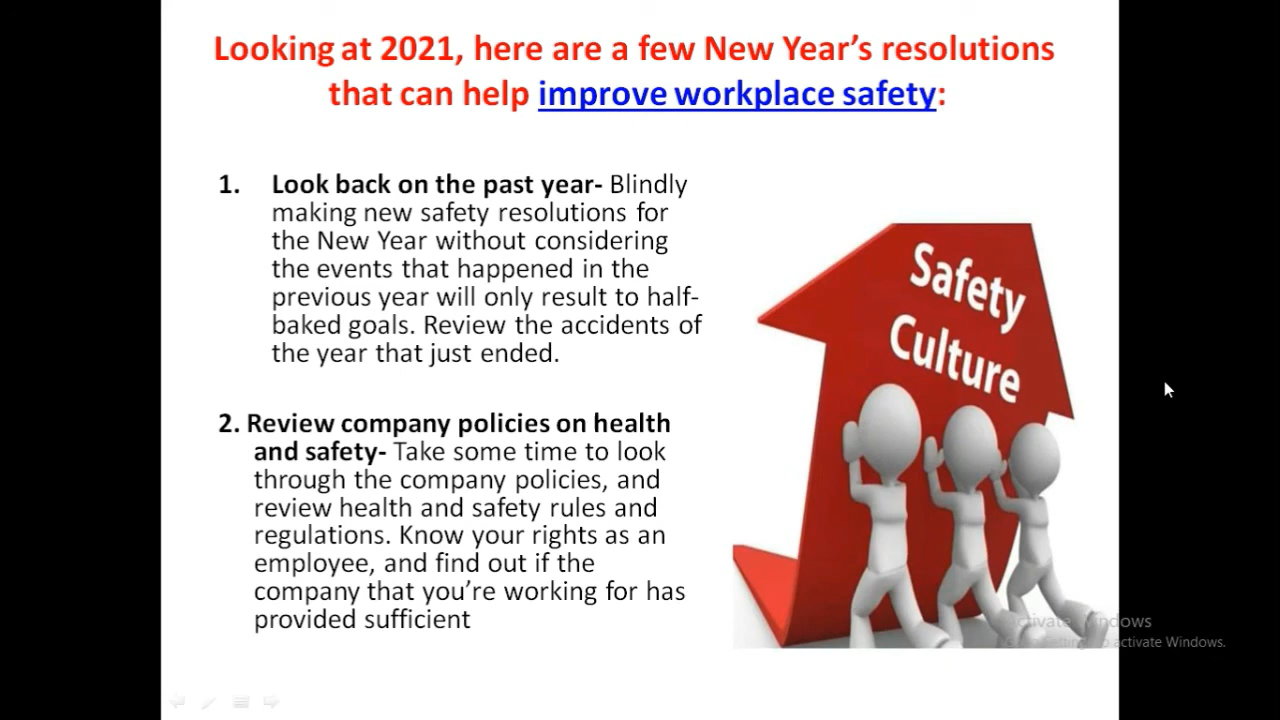 Looking at 2021, here are a few New Year’s resolutions
that can help improve workplace safety:
1. Look back on the past year- Blindly
making new safety resolutions for
the New Year without considering
the events that happened in the
previous year will only result to half-
baked goals. Review the accidents of
the year that just ended.
2. Review company policies on health
and safety- Take some time to look
through the company policies, and
review health and safety rules and
regulations. Know your rights as an
employee, and find out if the
company that you’re working for has
provided sufficient
Safety
Culture
Activate Windows
to activate Windows.